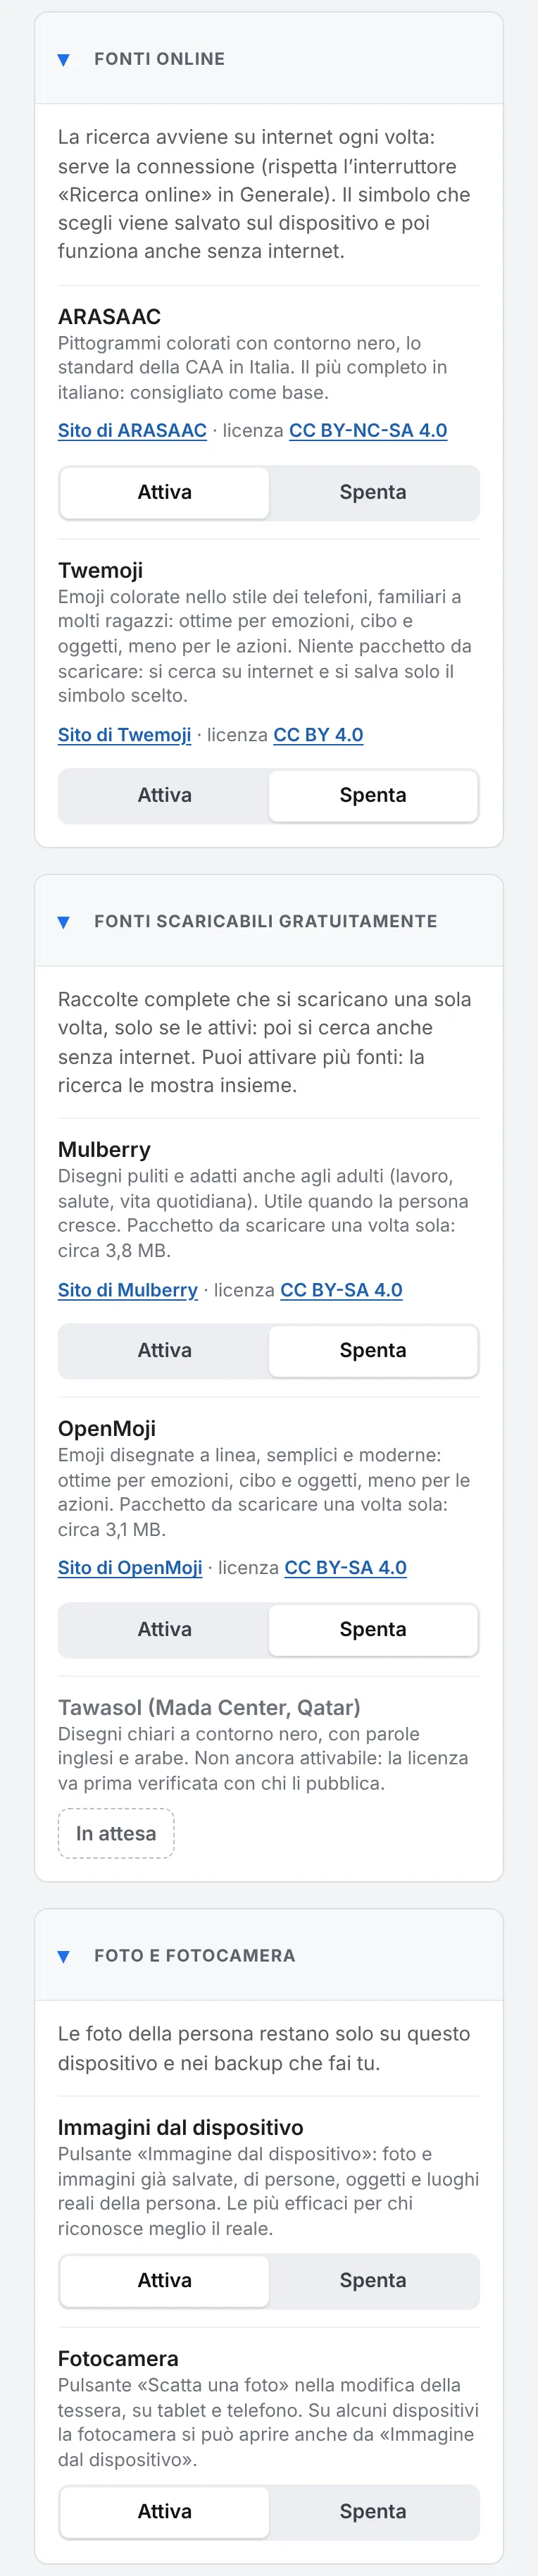 FONTI ONLINE
La ricerca avviene su internet ogni volta:
serve la connessione (rispetta l’interruttore
«Ricerca online» in Generale). Il simbolo che
scegli viene salvato sul dispositivo e poi
funziona anche senza internet.
ARASAAC
Pittogrammi colorati con contorno nero, lo
standard della CAA in Italia. Il più completo in
italiano: consigliato come base.
Sito di ARASAAC · licenza CC BY-NC-SA 4.0
Attiva Spenta
Twemoji
Emoji colorate nello stile dei telefoni, familiari a
molti ragazzi: ottime per emozioni, cibo e
oggetti, meno per le azioni. Niente pacchetto da
scaricare: si cerca su internet e si salva solo il
simbolo scelto.
Sito di Twemoji · licenza CC BY 4.0
Attiva Spenta
FONTI SCARICABILI GRATUITAMENTE
Raccolte complete che si scaricano una sola
volta, solo se le attivi: poi si cerca anche
senza internet. Puoi attivare più fonti: la
ricerca le mostra insieme.
Mulberry
Disegni puliti e adatti anche agli adulti (lavoro,
salute, vita quotidiana). Utile quando la persona
cresce. Pacchetto da scaricare una volta sola:
circa 3,8 MB.
Sito di Mulberry · licenza CC BY-SA 4.0
Attiva Spenta
OpenMoji
Emoji disegnate a linea, semplici e moderne:
ottime per emozioni, cibo e oggetti, meno per le
azioni. Pacchetto da scaricare una volta sola:
circa 3,1 MB.
Sito di OpenMoji · licenza CC BY-SA 4.0
Attiva Spenta
Tawasol (Mada Center, Qatar)
Disegni chiari a contorno nero, con parole
inglesi e arabe. Non ancora attivabile: la licenza
va prima verificata con chi li pubblica.
In attesa
FOTO E FOTOCAMERA
Le foto della persona restano solo su questo
dispositivo e nei backup che fai tu.
Immagini dal dispositivo
Pulsante «Immagine dal dispositivo»: foto e
immagini già salvate, di persone, oggetti e luoghi
reali della persona. Le più efficaci per chi
riconosce meglio il reale.
Attiva Spenta
Fotocamera
Pulsante «Scatta una foto» nella modifica della
tessera, su tablet e telefono. Su alcuni dispositivi
la fotocamera si può aprire anche da «Immagine
dal dispositivo».
Attiva Spenta